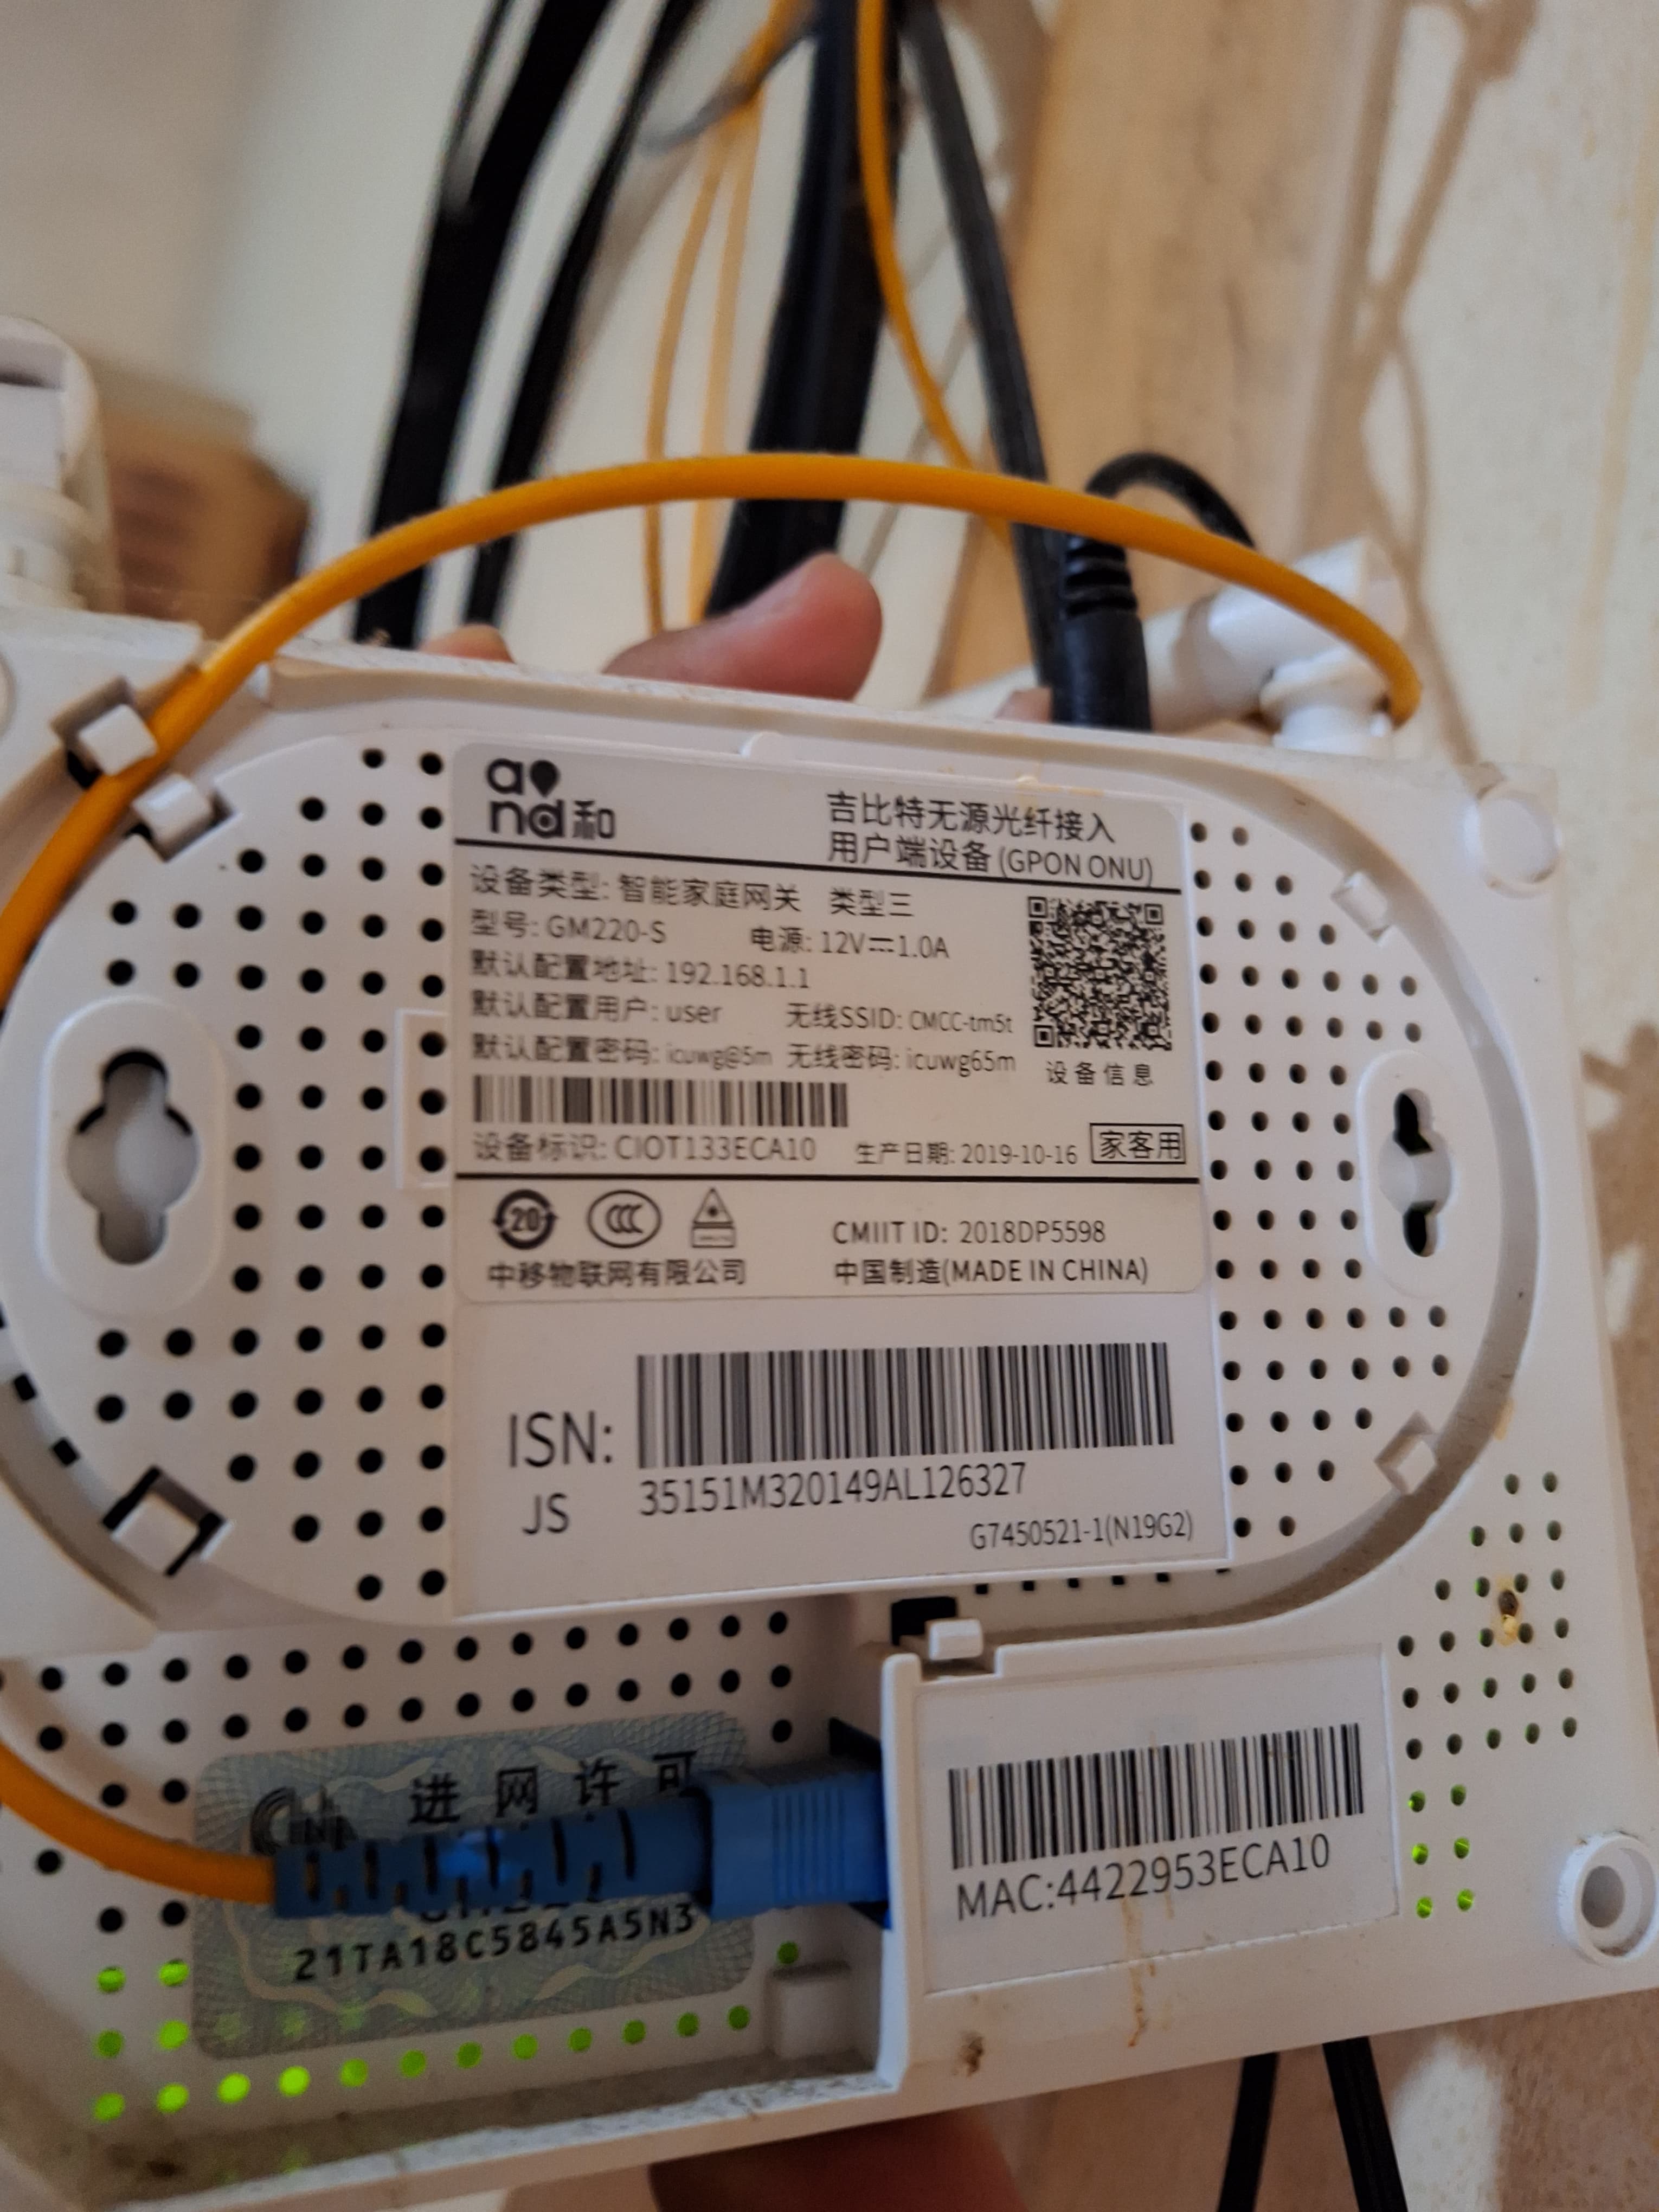 and和
吉比特无源光纤接入
用户端设备(GPON ONU)
设备类型: 智能家庭网关 类型三
型号: GM220-S 电源: 12V⎓1.0A
默认配置地址: 192.168.1.1
默认配置用户: user 无线SSID: CMCC-tm5t
默认配置密码: icuwg@5m 无线密码: icuwg65m
设备信息
设备标识: CIOT133ECA10 生产日期: 2019-10-16 家客用
20 CCC
CMIIT ID: 2018DP5598
中移物联网有限公司 中国制造(MADE IN CHINA)
ISN:
35151M320149AL126327
JS
G7450521-1(N19G2)
进网许可
21TA18C5845A5N3
MAC:4422953ECA10